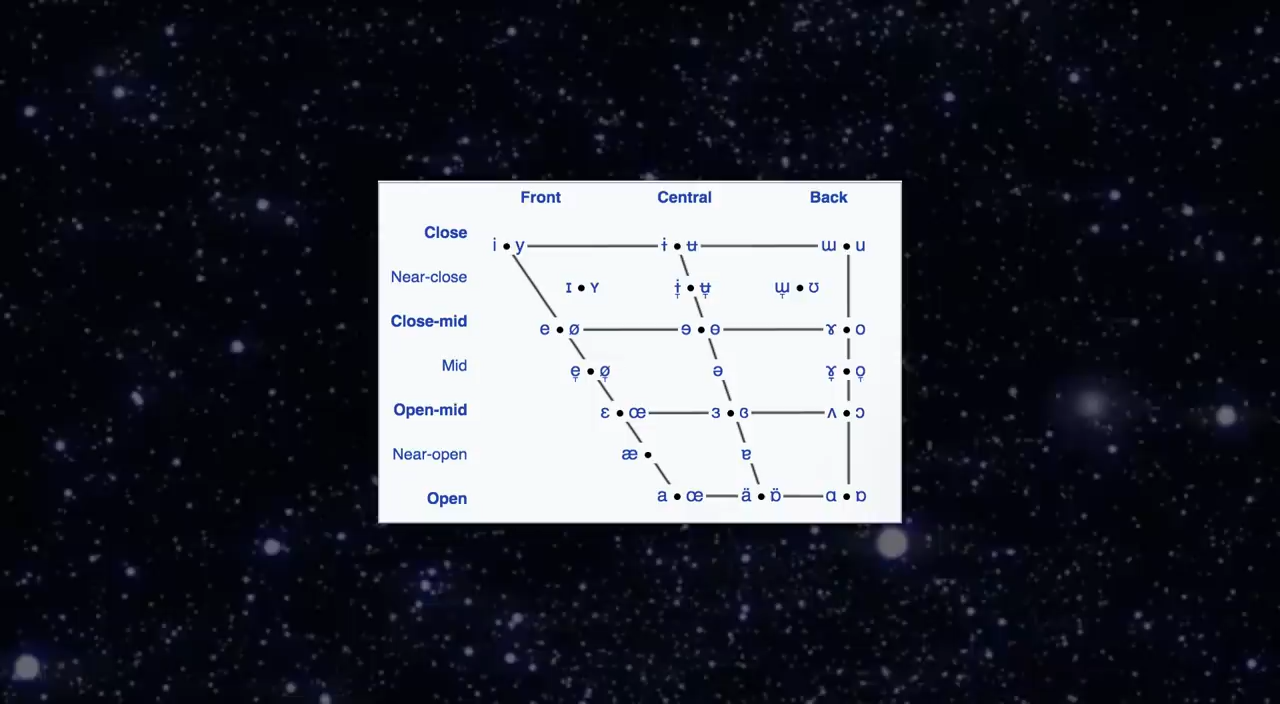 Front Central Back
Close i • y ɨ • ʉ ɯ • u
Near-close ɪ • ʏ ɨ̞ • ʉ̞ ɯ̞ • ʊ
Close-mid e • ø ɘ • ɵ ɤ • o
Mid e̞ • ø̞ ə ɤ̞ • o̞
Open-mid ɛ • œ ɜ • ɞ ʌ • ɔ
Near-open æ • ɐ
Open a • ɶ ä • ɒ̈ ɑ • ɒ